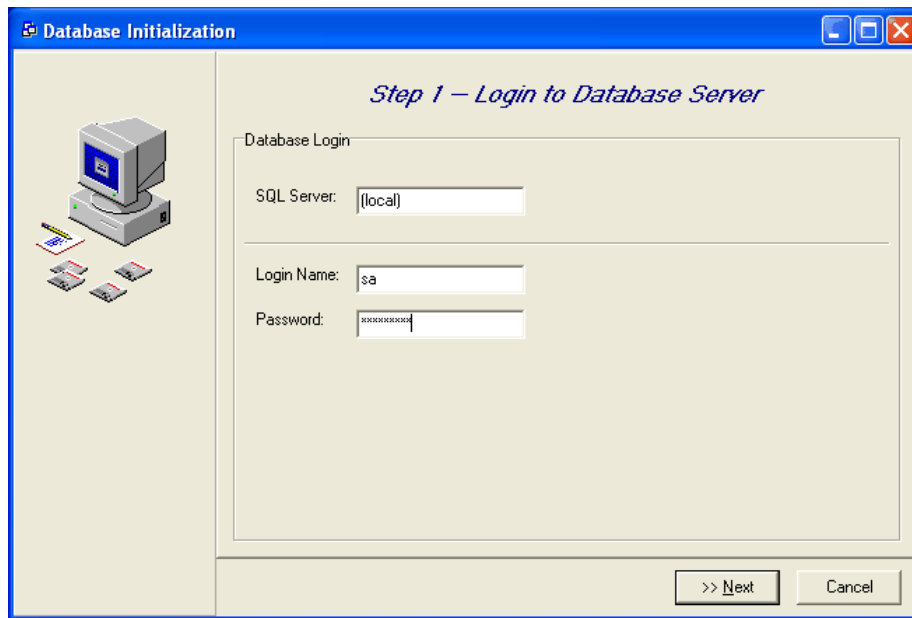 Database Initialization
Step 1 – Login to Database Server
Database Login
SQL Server: (local)
Login Name: sa
Password: *********
>> Next Cancel